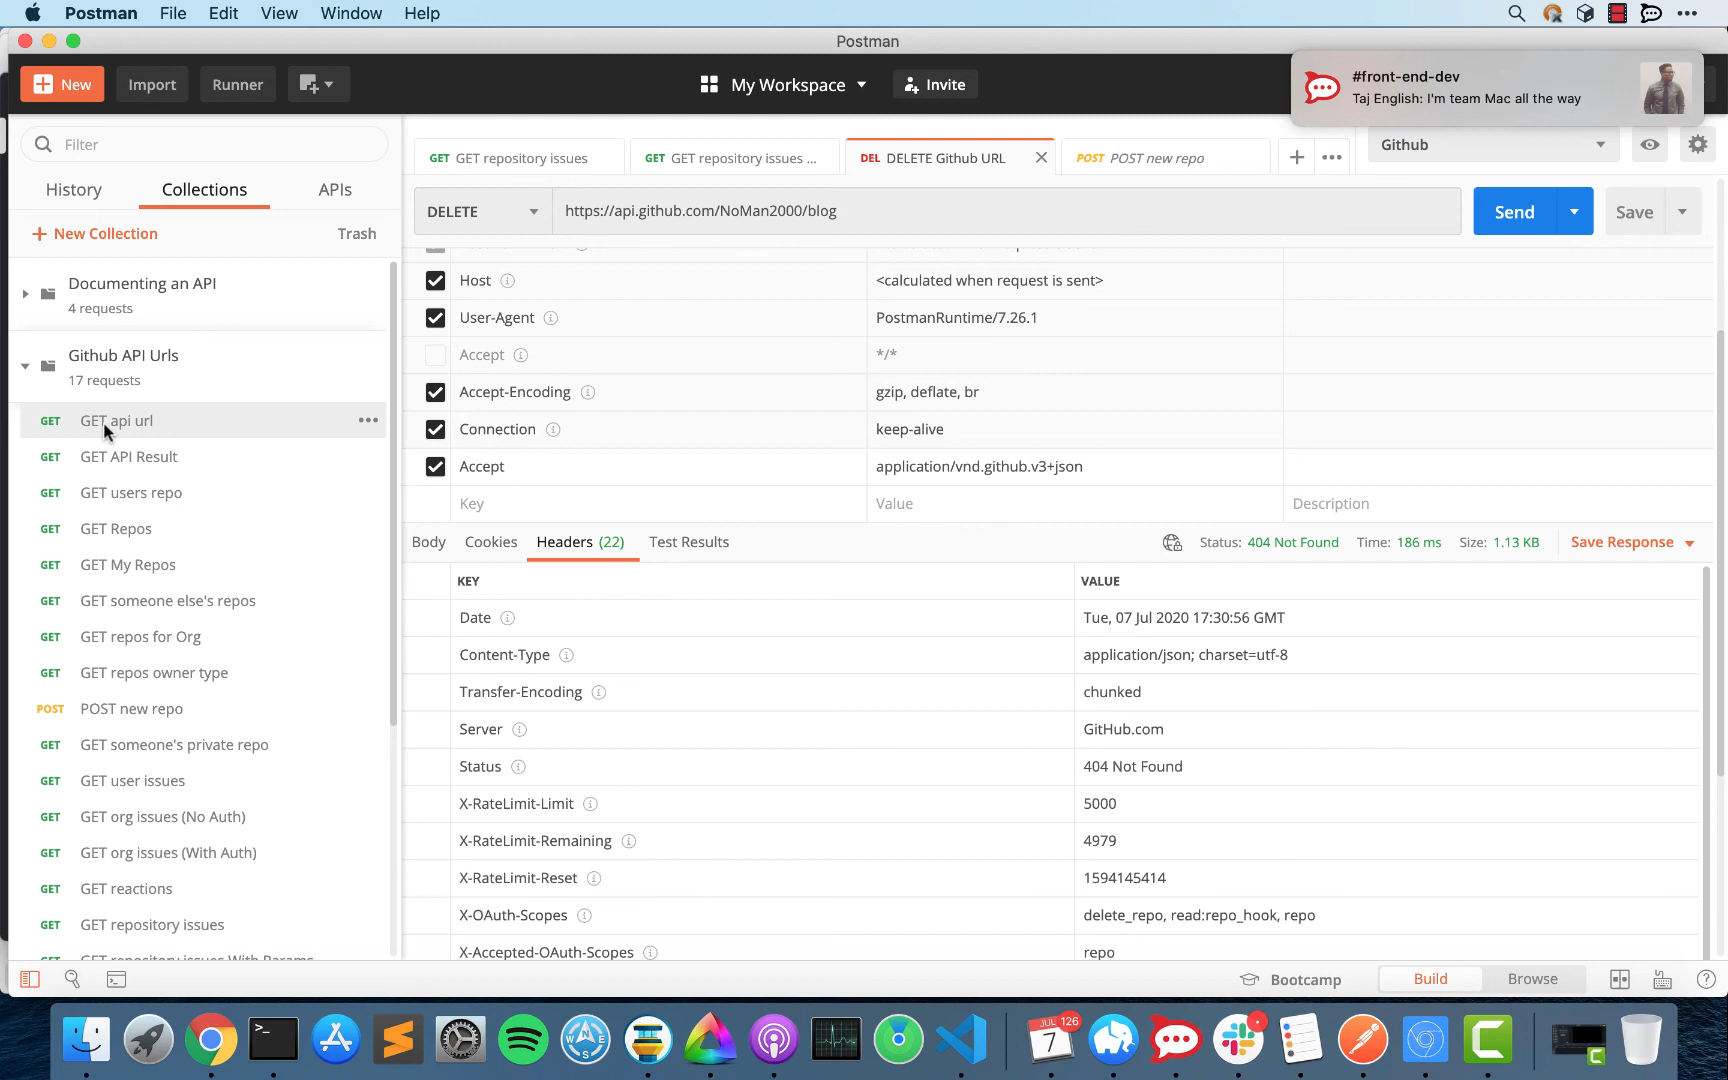 Postman File Edit View Window Help
Postman
New Import Runner My Workspace Invite
#front-end-dev
Taj English: I'm team Mac all the way
Filter
GET GET repository issues
GET GET repository issues ...
DEL DELETE Github URL
POST POST new repo
Github
History Collections APIs
DELETE https://api.github.com/NoMan2000/blog Send Save
New Collection Trash
Documenting an API
4 requests
Github API Urls
17 requests
GET GET api url
GET GET API Result
GET GET users repo
GET GET Repos
GET GET My Repos
GET GET someone else's repos
GET GET repos for Org
GET GET repos owner type
POST POST new repo
GET GET someone's private repo
GET GET user issues
GET GET org issues (No Auth)
GET GET org issues (With Auth)
GET GET reactions
GET GET repository issues
GET GET repository issues With Params
Host <calculated when request is sent>
User-Agent PostmanRuntime/7.26.1
Accept */*
Accept-Encoding gzip, deflate, br
Connection keep-alive
Accept application/vnd.github.v3+json
Key Value Description
Body Cookies Headers (22) Test Results Status: 404 Not Found Time: 186 ms Size: 1.13 KB Save Response
KEY VALUE
Date Tue, 07 Jul 2020 17:30:56 GMT
Content-Type application/json; charset=utf-8
Transfer-Encoding chunked
Server GitHub.com
Status 404 Not Found
X-RateLimit-Limit 5000
X-RateLimit-Remaining 4979
X-RateLimit-Reset 1594145414
X-OAuth-Scopes delete_repo, read:repo_hook, repo
X-Accepted-OAuth-Scopes repo
Bootcamp Build Browse
JUL 126
7